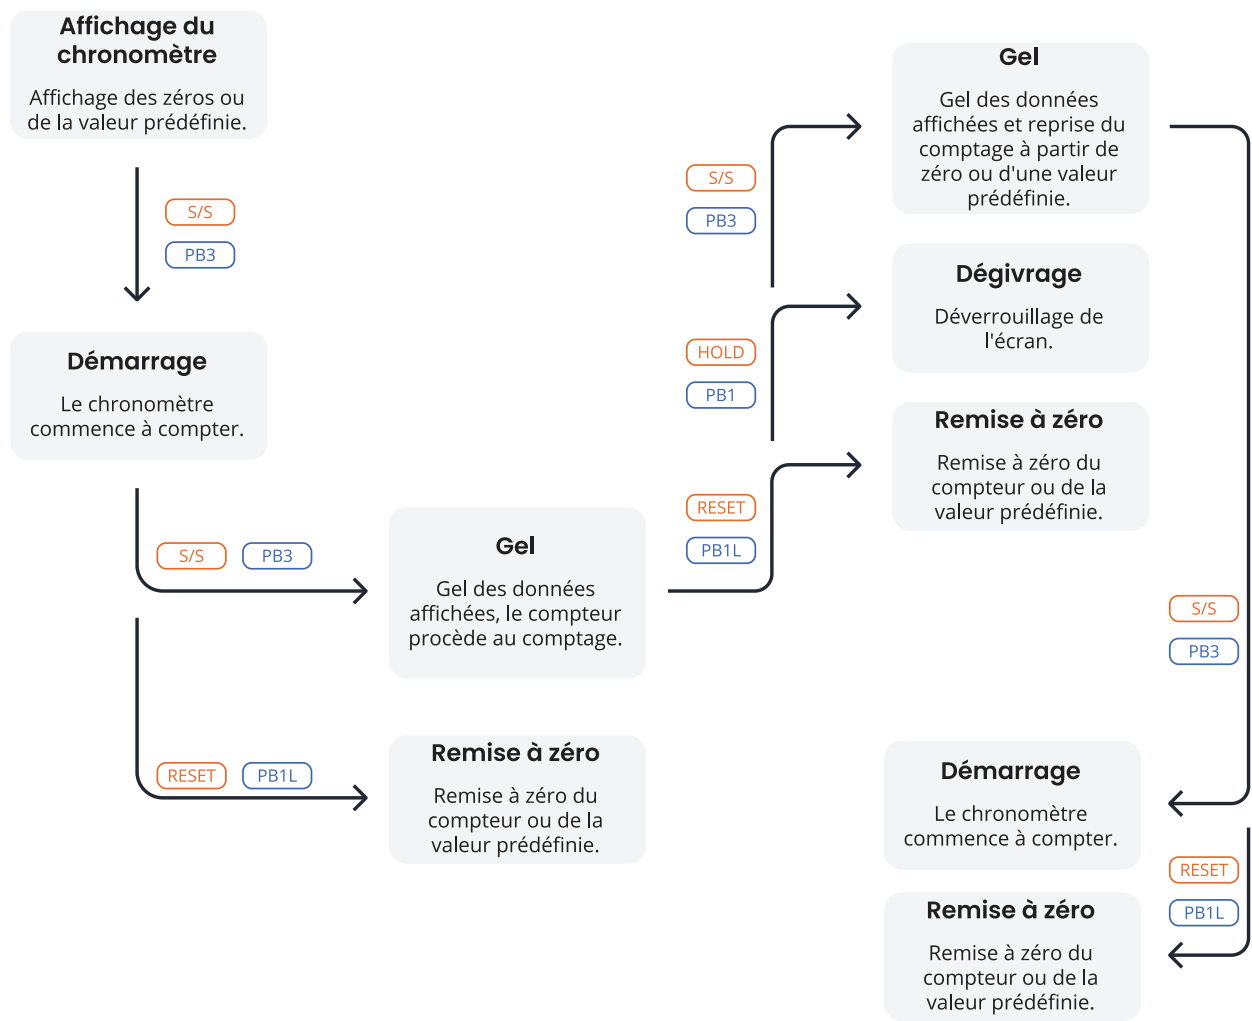 Affichage du
chronomètre
Affichage des zéros ou
de la valeur prédéfinie.
S/S
PB3
Démarrage
Le chronomètre
commence à compter.
S/S PB3
Gel
Gel des données
affichées, le compteur
procède au comptage.
RESET PB1L
Remise à zéro
Remise à zéro du
compteur ou de la
valeur prédéfinie.
S/S
PB3
Gel
Gel des données
affichées et reprise du
comptage à partir de
zéro ou d'une valeur
prédéfinie.
HOLD
PB1
Dégivrage
Déverrouillage de
l'écran.
RESET
PB1L
Remise à zéro
Remise à zéro du
compteur ou de la
valeur prédéfinie.
S/S
PB3
Démarrage
Le chronomètre
commence à compter.
RESET
PB1L
Remise à zéro
Remise à zéro du
compteur ou de la
valeur prédéfinie.